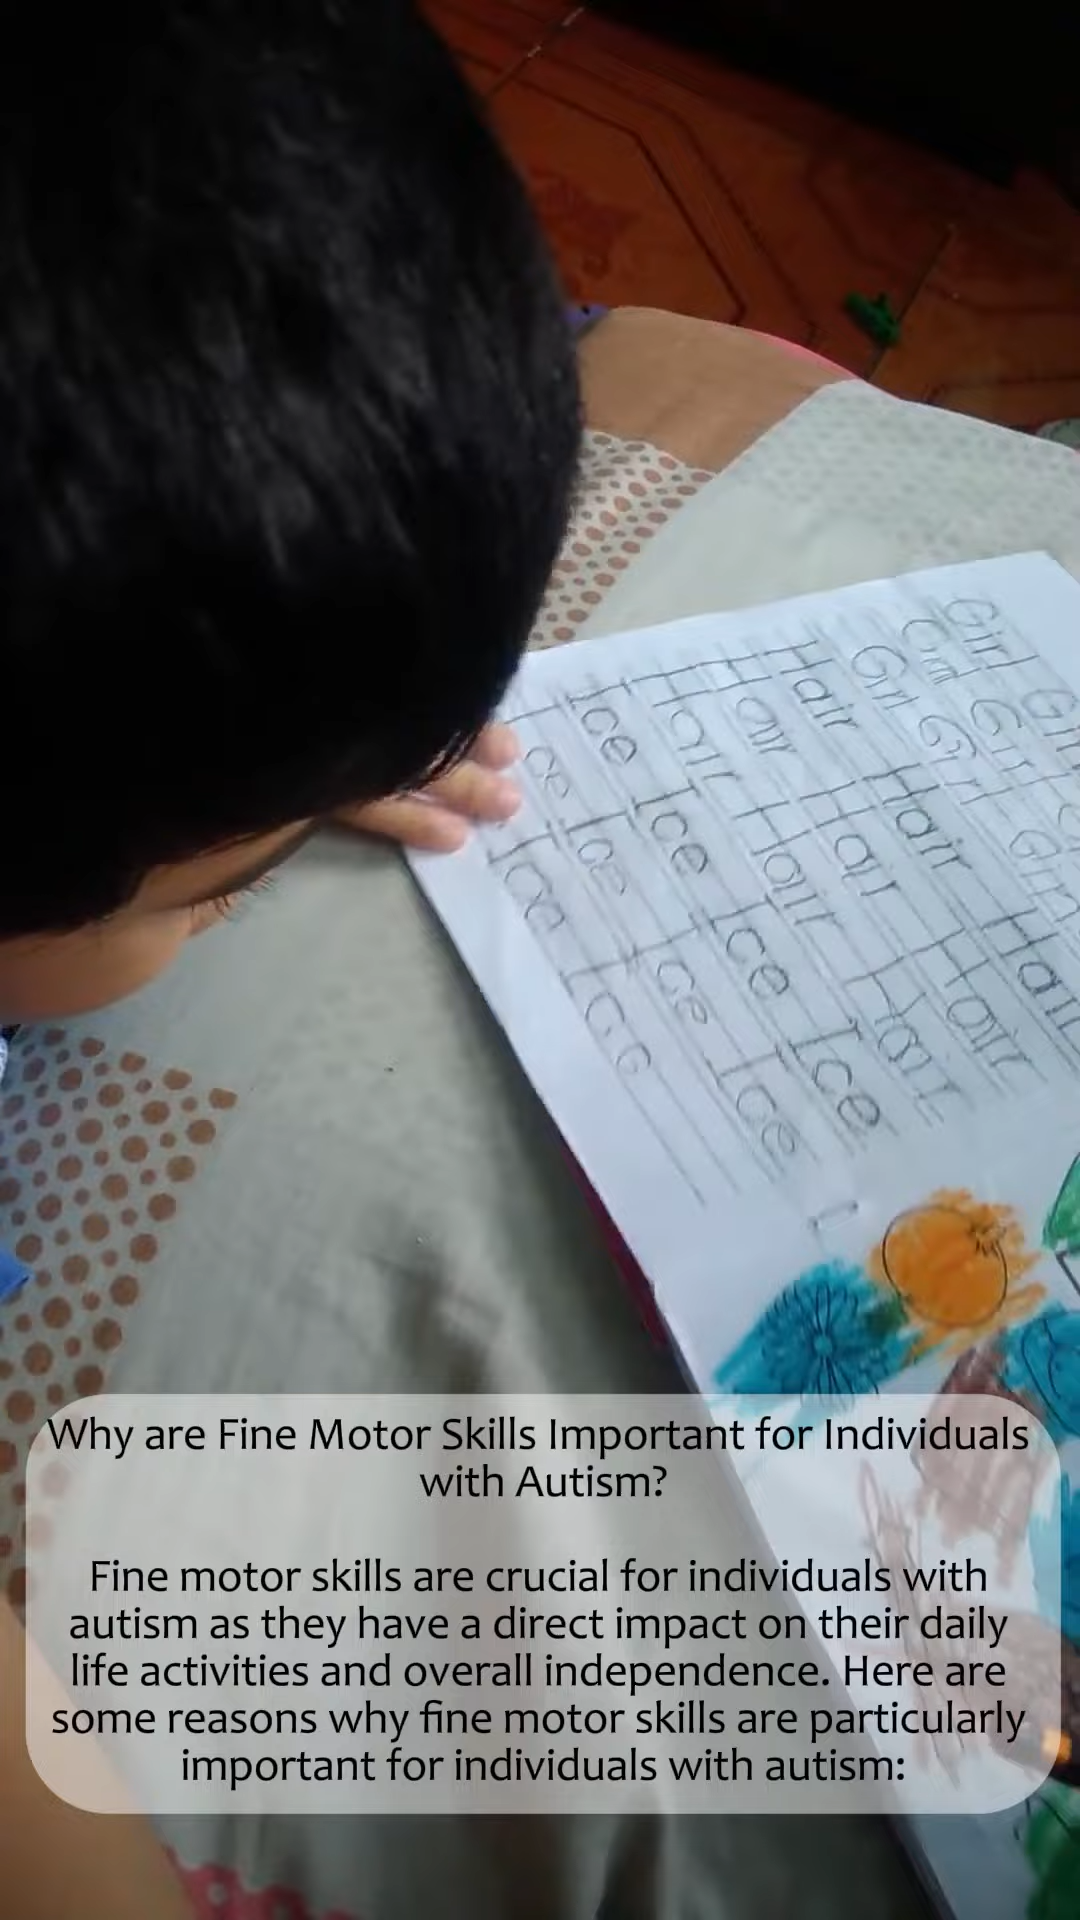 Girl Girl
Girl Girl Girl
Girl Girl
Hair Hair Hair
Hair Hair Hair
Hair Hair Hair
Ice Ice Ice Ice
Ice Ice Ice Ice
Ice Ice
Why are Fine Motor Skills Important for Individuals
with Autism?
Fine motor skills are crucial for individuals with
autism as they have a direct impact on their daily
life activities and overall independence. Here are
some reasons why fine motor skills are particularly
important for individuals with autism: